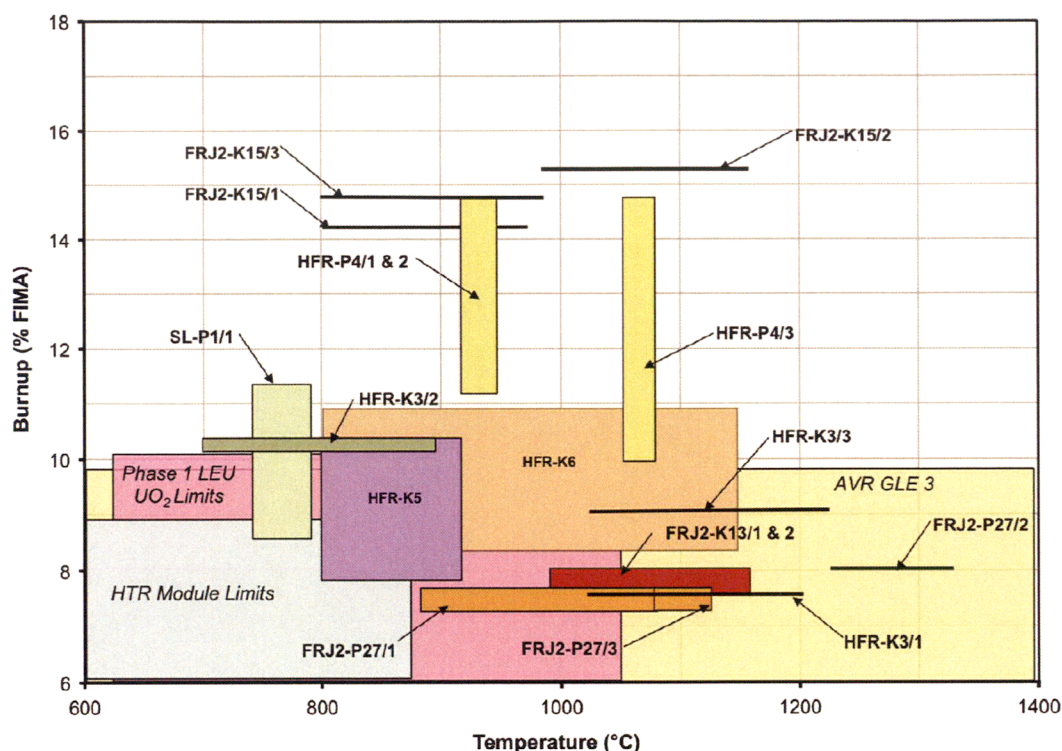 18
16
14
12
10
8
6
Burnup (% FIMA)
FRJ2-K15/3
FRJ2-K15/2
FRJ2-K15/1
HFR-P4/1 & 2
SL-P1/1
HFR-P4/3
HFR-K3/2
HFR-K3/3
Phase 1 LEU
UO₂ Limits
HFR-K6
HFR-K5
AVR GLE 3
FRJ2-K13/1 & 2
FRJ2-P27/2
HTR Module Limits
FRJ2-P27/1
FRJ2-P27/3
HFR-K3/1
600
800
1000
1200
1400
Temperature (°C)